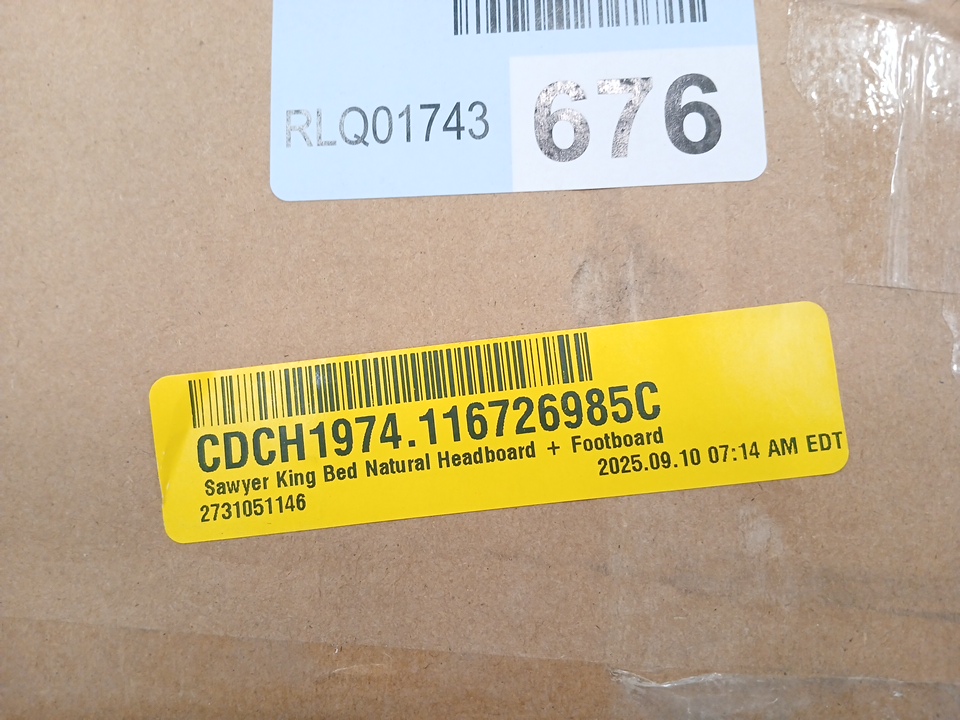 RLQ01743
676
CDCH1974.116726985C
Sawyer King Bed Natural Headboard + Footboard
2731051146
2025.09.10 07:14 AM EDT